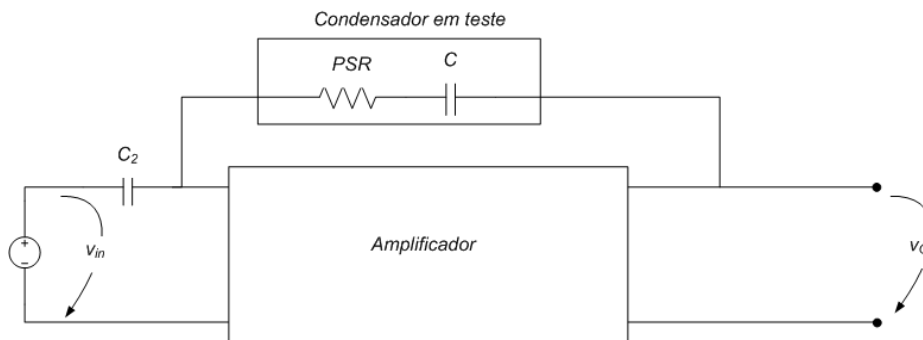 Condensador em teste
PSR
C
C2
+
vin
−
Amplificador